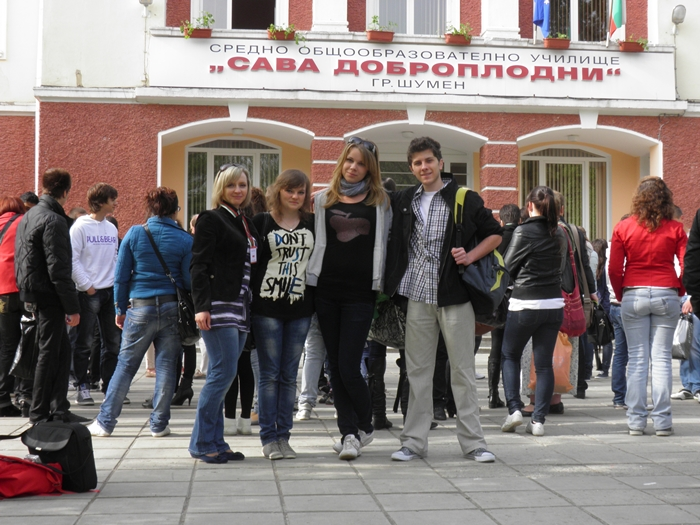 СРЕДНО ОБЩООБРАЗОВАТЕЛНО УЧИЛИЩЕ
„САВА ДОБРОПЛОДНИ“
ГР. ШУМЕН
PULL&BEAR
DON'T
TRUST
THIS
SMILE